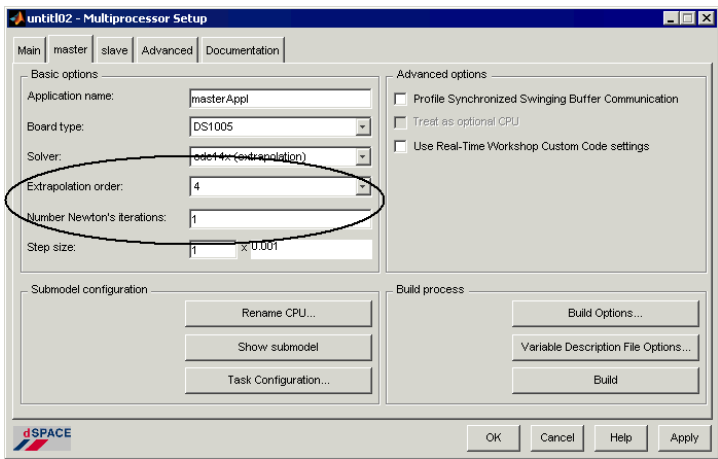 untitl02 - Multiprocessor Setup
Main master slave Advanced Documentation
Basic options
Application name: masterAppl
Board type: DS1005
Solver: ode14x (extrapolation)
Extrapolation order: 4
Number Newton's iterations: 1
Step size: 1 x 0.001
Advanced options
Profile Synchronized Swinging Buffer Communication
Treat as optional CPU
Use Real-Time Workshop Custom Code settings
Submodel configuration
Rename CPU...
Show submodel
Task Configuration...
Build process
Build Options...
Variable Description File Options...
Build
dSPACE
OK Cancel Help Apply